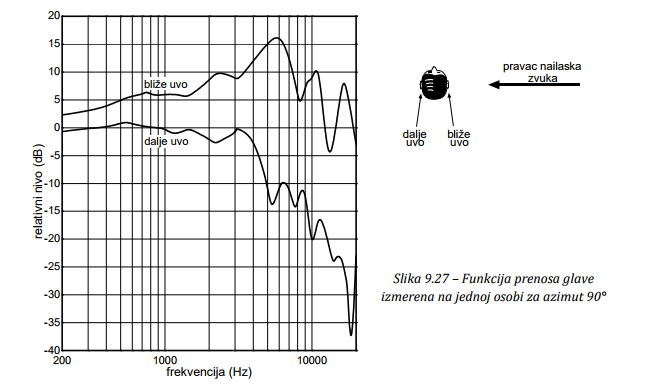 20
15
10
5
0
-5
-10
-15
-20
-25
-30
-35
-40
relativni nivo (dB)
bliže uvo
dalje uvo
200
1000
10000
frekvencija (Hz)
pravac nailaska
zvuka
dalje
uvo
bliže
uvo
Slika 9.27 – Funkcija prenosa glave
izmerena na jednoj osobi za azimut 90°